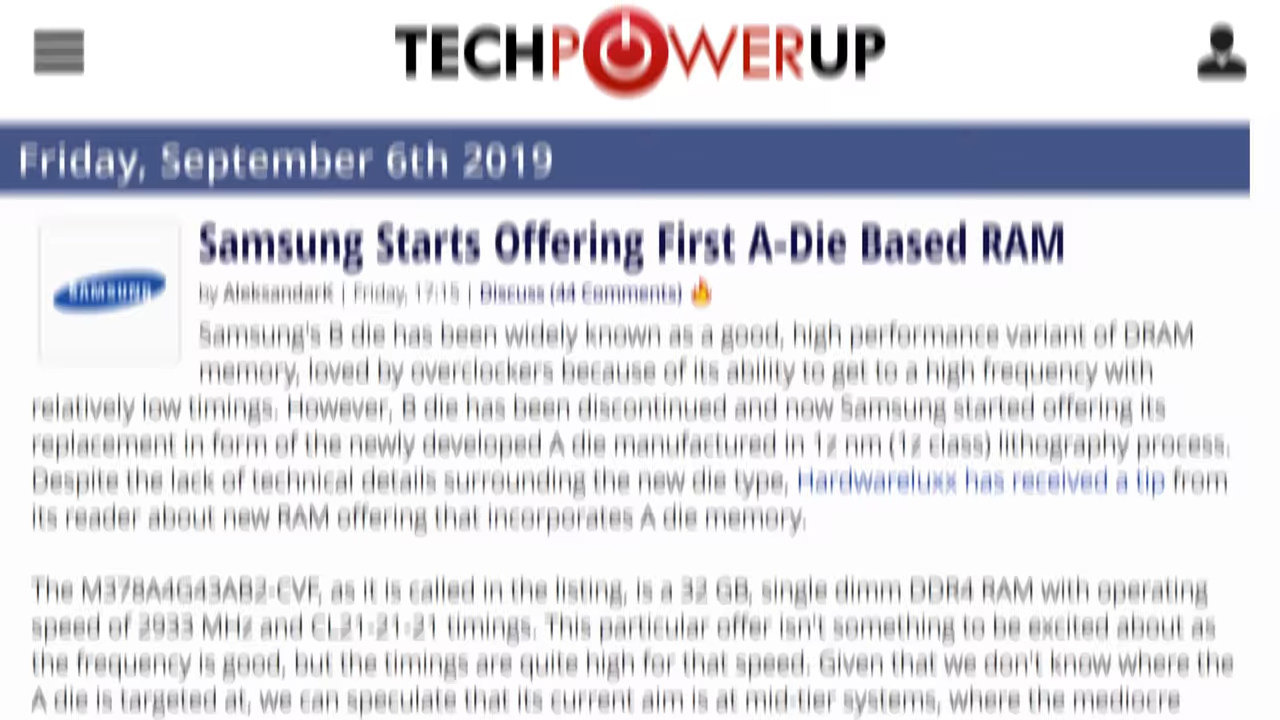 TECHPOWERUP
Friday, September 6th 2019
Samsung Starts Offering First A-Die Based RAM
SAMSUNG
by AleksandarK | Friday, 17:15 | Discuss (44 Comments)
Samsung's B die has been widely known as a good, high performance variant of DRAM
memory, loved by overclockers because of its ability to get to a high frequency with
relatively low timings. However, B die has been discontinued and now Samsung started offering its
replacement in form of the newly developed A die manufactured in 1z nm (1z class) lithography process.
Despite the lack of technical details surrounding the new die type, Hardwareluxx has received a tip from
its reader about new RAM offering that incorporates A die memory.
The M378A4G43AB2-CVF, as it is called in the listing, is a 32 GB, single dimm DDR4 RAM with operating
speed of 2933 MHz and CL21-21-21 timings. This particular offer isn't something to be excited about as
the frequency is good, but the timings are quite high for that speed. Given that we don't know where the
A die is targeted at, we can speculate that its current aim is at mid-tier systems, where the mediocre